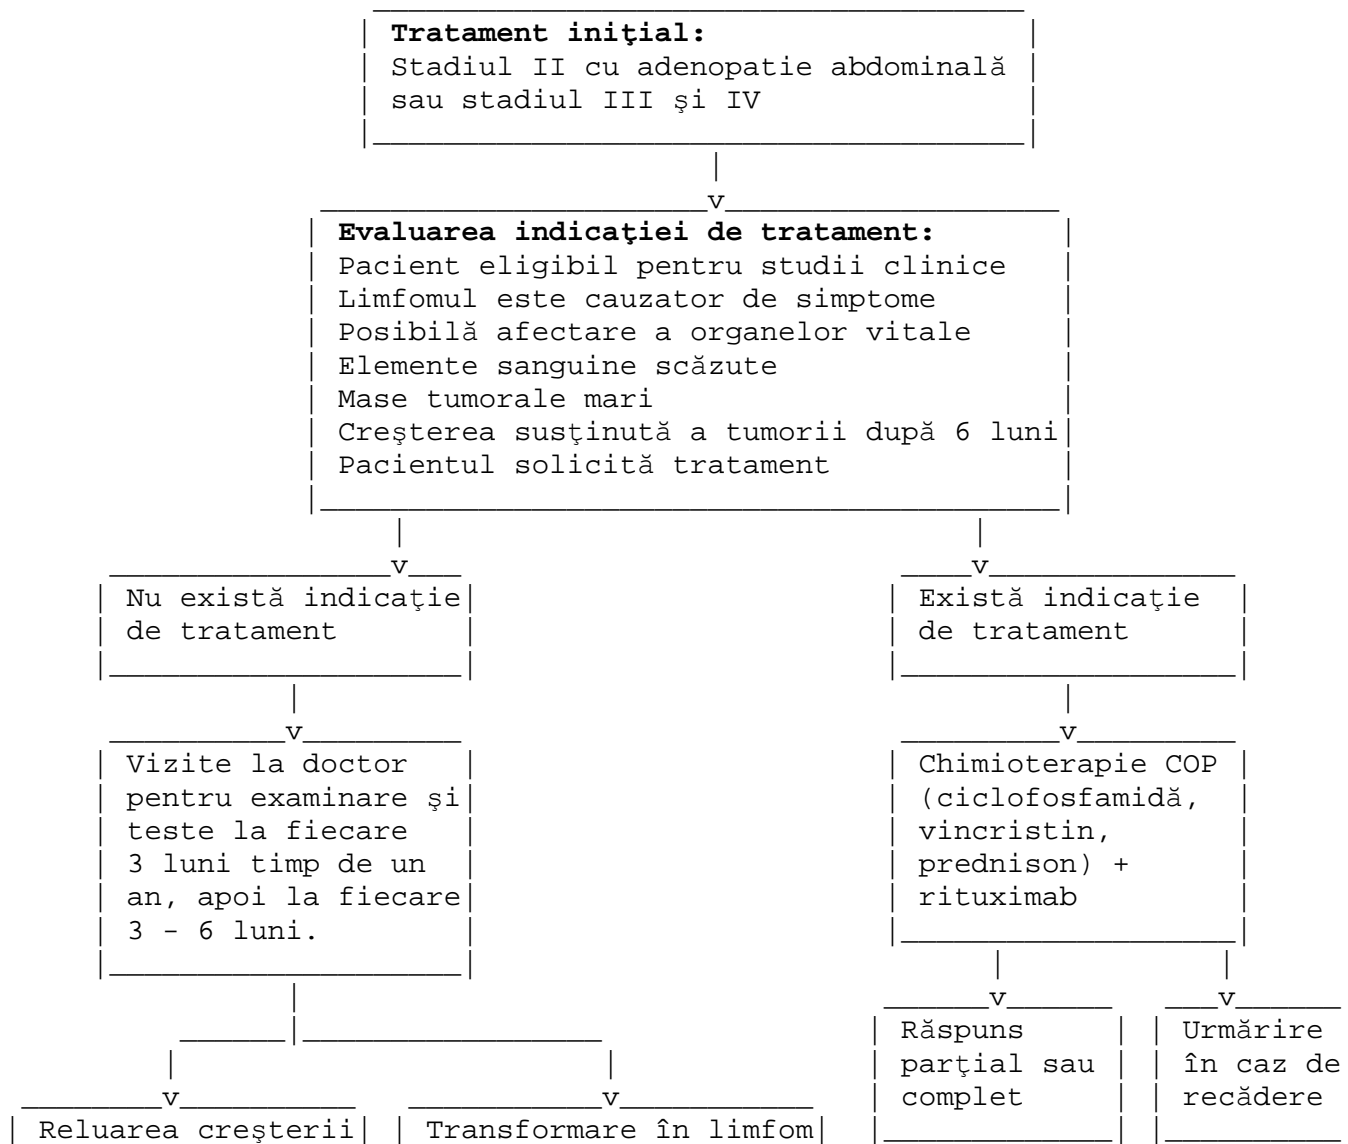 Tratament iniţial:
Stadiul II cu adenopatie abdominală
sau stadiul III şi IV
Evaluarea indicaţiei de tratament:
Pacient eligibil pentru studii clinice
Limfomul este cauzator de simptome
Posibilă afectare a organelor vitale
Elemente sanguine scăzute
Mase tumorale mari
Creşterea susţinută a tumorii după 6 luni
Pacientul solicită tratament
Nu există indicaţie
de tratament
Există indicaţie
de tratament
Vizite la doctor
pentru examinare şi
teste la fiecare
3 luni timp de un
an, apoi la fiecare
3 - 6 luni.
Chimioterapie COP
(ciclofosfamidă,
vincristin,
prednison) +
rituximab
Răspuns
parţial sau
complet
Urmărire
în caz de
recădere
Reluarea creşterii
Transformare în limfom